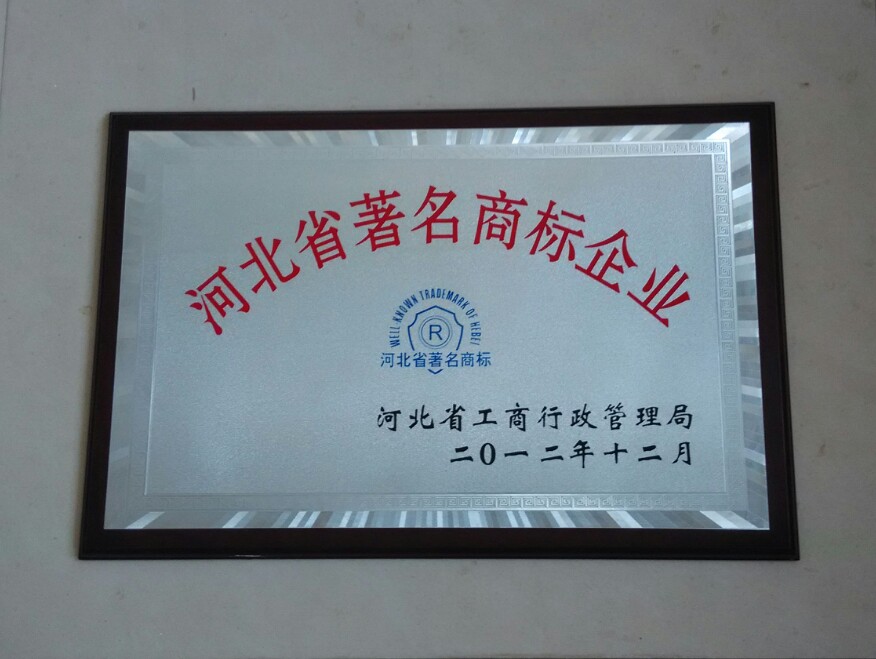 河北省著名商标企业
WELL-KNOWN TRADEMARK OF HEBEI
R
河北省著名商标
河北省工商行政管理局
二〇一二年十二月